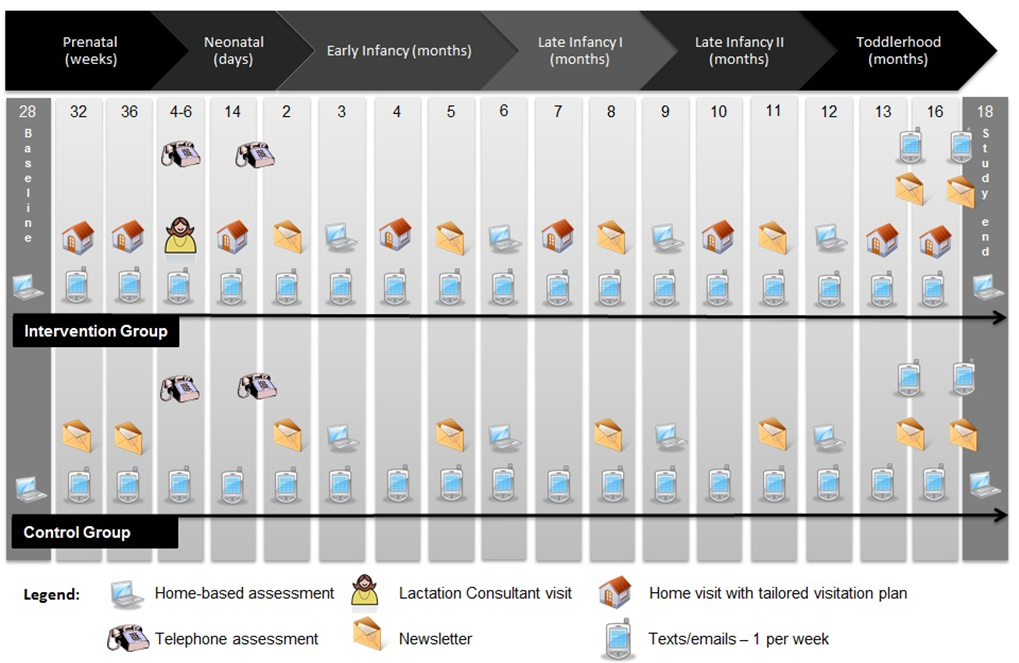 Prenatal
(weeks)
Neonatal
(days)
Early Infancy (months)
Late Infancy I
(months)
Late Infancy II
(months)
Toddlerhood
(months)
28 32 36 4-6 14 2 3 4 5 6 7 8 9 10 11 12 13 16 18
Baseline
Study end
Intervention Group
Control Group
Legend:
Home-based assessment
Lactation Consultant visit
Home visit with tailored visitation plan
Telephone assessment
Newsletter
Texts/emails – 1 per week